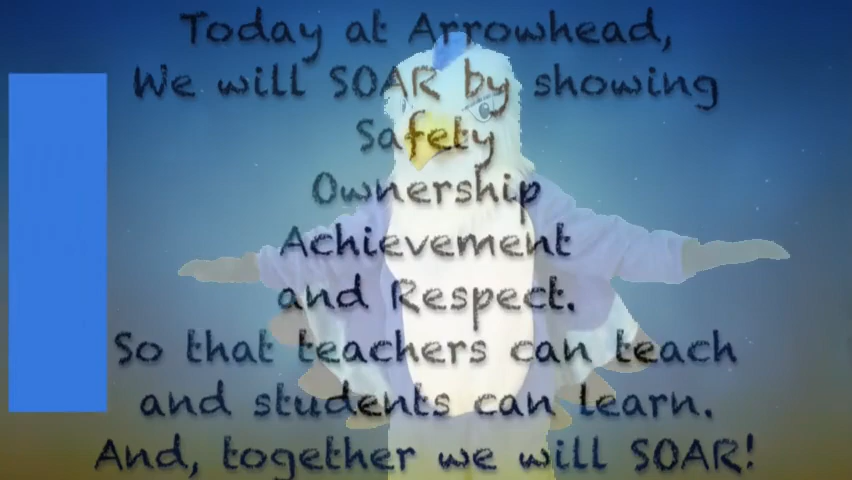 Today at Arrowhead,
We will SOAR by showing
Safety
Ownership
Achievement
and Respect.
So that teachers can teach
and students can learn.
And, together we will SOAR!